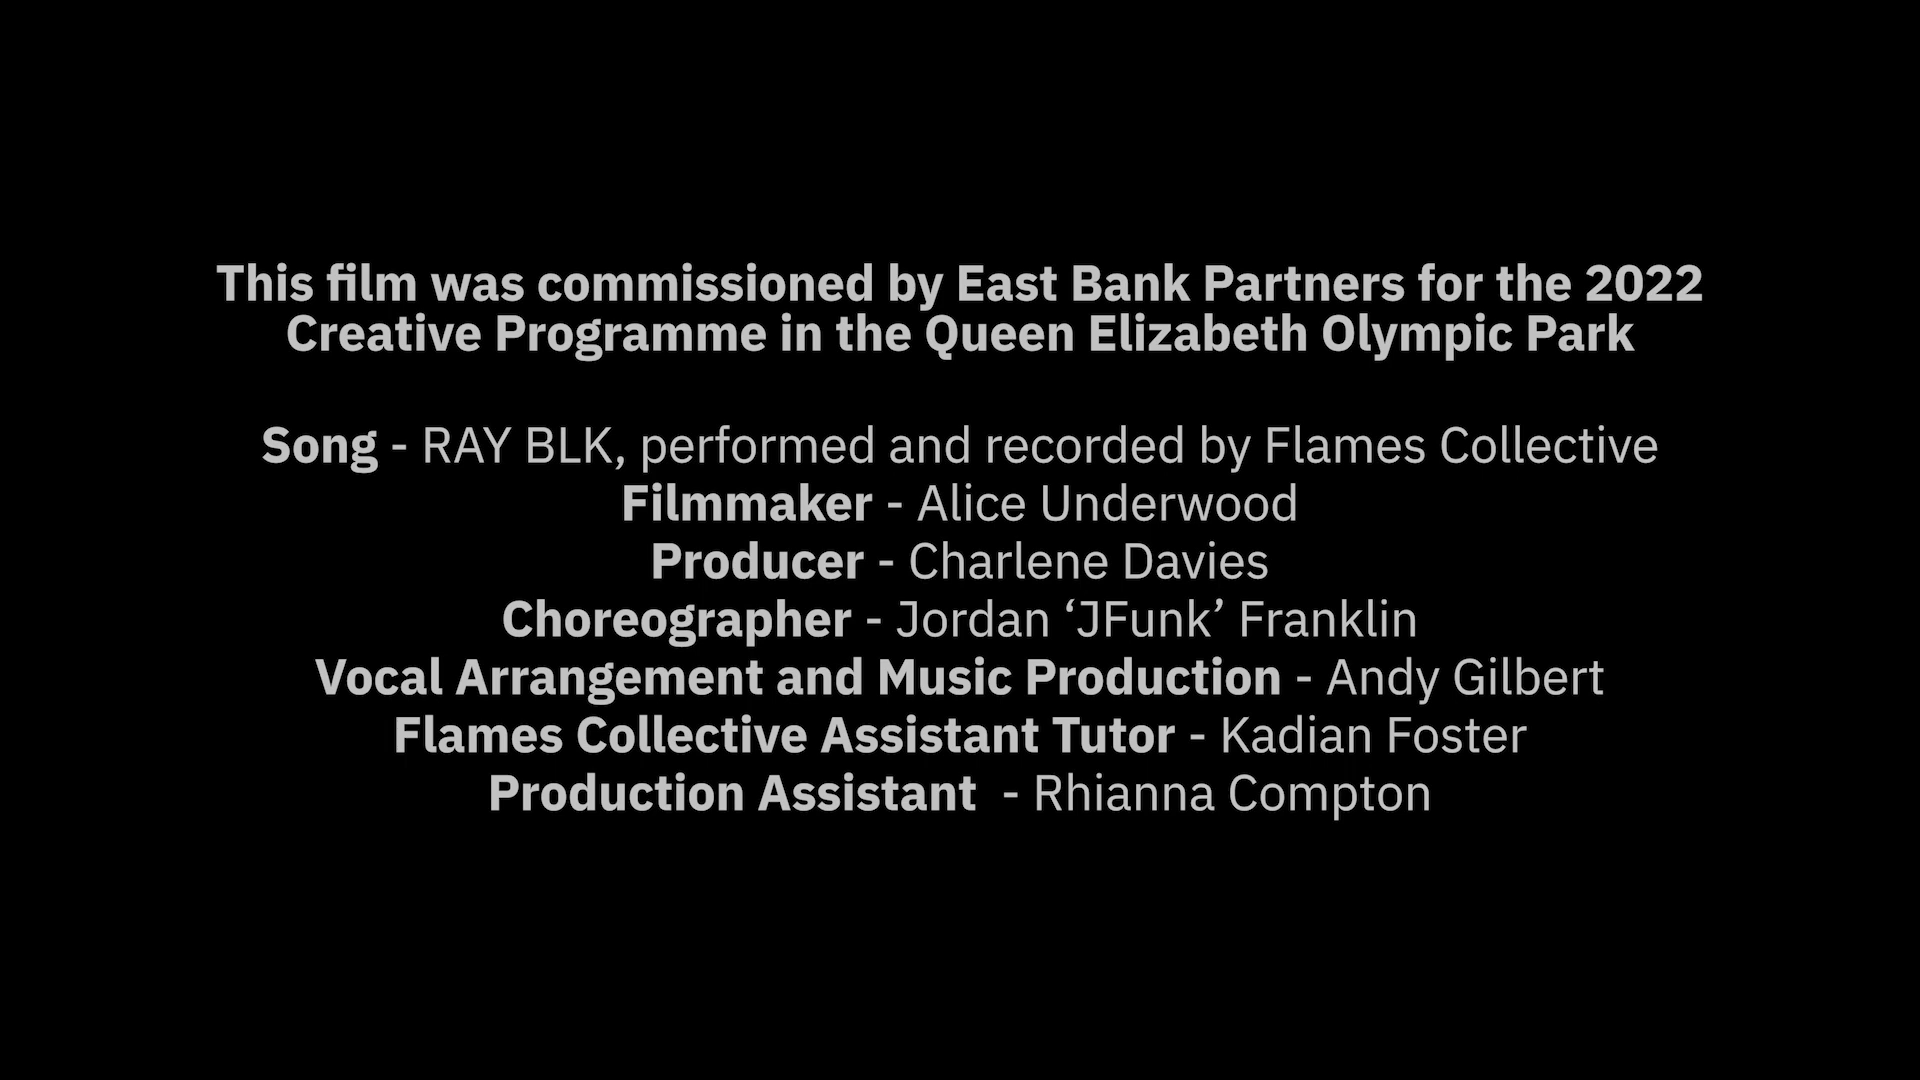 This film was commissioned by East Bank Partners for the 2022
Creative Programme in the Queen Elizabeth Olympic Park
Song - RAY BLK, performed and recorded by Flames Collective
Filmmaker - Alice Underwood
Producer - Charlene Davies
Choreographer - Jordan ‘JFunk’ Franklin
Vocal Arrangement and Music Production - Andy Gilbert
Flames Collective Assistant Tutor - Kadian Foster
Production Assistant  - Rhianna Compton